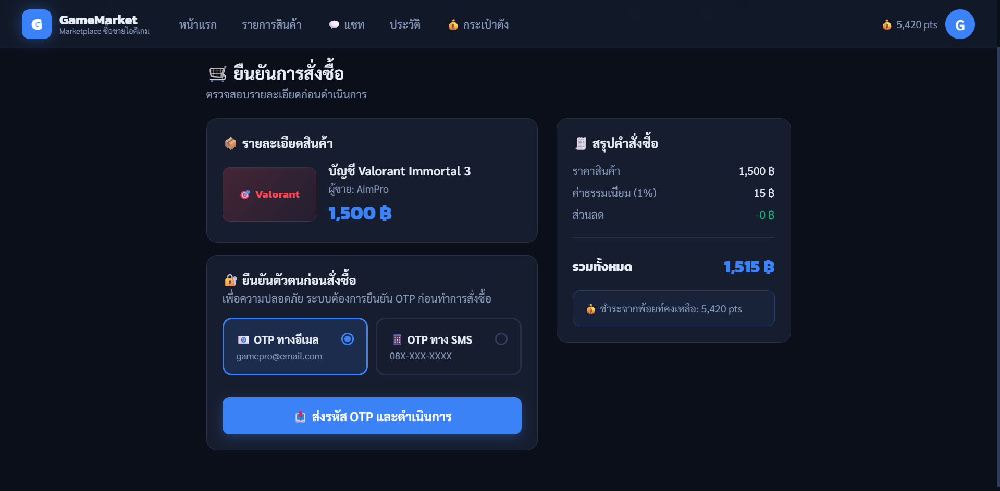 G
GameMarket
Marketplace ซื้อขายไอดีเกม
หน้าแรก
รายการสินค้า
💬 แชท
ประวัติ
💰 กระเป๋าตัง
💰 5,420 pts
G
🛒 ยืนยันการสั่งซื้อ
ตรวจสอบรายละเอียดก่อนดำเนินการ
📦 รายละเอียดสินค้า
🎯 Valorant
บัญชี Valorant Immortal 3
ผู้ขาย: AimPro
1,500 ฿
🔐 ยืนยันตัวตนก่อนสั่งซื้อ
เพื่อความปลอดภัย ระบบต้องการยืนยัน OTP ก่อนทำการสั่งซื้อ
📧 OTP ทางอีเมล
gamepro@email.com
📱 OTP ทาง SMS
08X-XXX-XXXX
📤 ส่งรหัส OTP และดำเนินการ
🧾 สรุปคำสั่งซื้อ
ราคาสินค้า 1,500 ฿
ค่าธรรมเนียม (1%) 15 ฿
ส่วนลด -0 ฿
รวมทั้งหมด 1,515 ฿
💰 ชำระจากพ้อยท์คงเหลือ: 5,420 pts